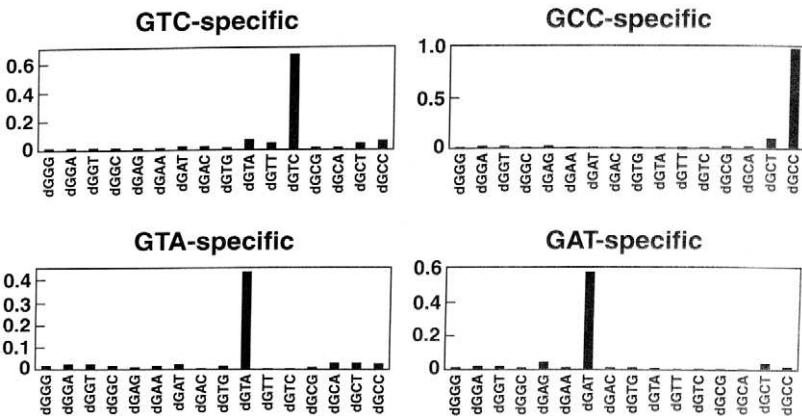 GTC-specific
0.6
0.4
0.2
0
dGGG dGGA dGGT dGGC dGAG dGAA dGAT dGAC dGTG dGTA dGTT dGTC dGCG dGCA dGCT dGCC
GCC-specific
1.0
0.5
0
dGGG dGGA dGGT dGGC dGAG dGAA dGAT dGAC dGTG dGTA dGTT dGTC dGCG dGCA dGCT dGCC
GTA-specific
0.4
0.3
0.2
0.1
0
dGGG dGGA dGGT dGGC dGAG dGAA dGAT dGAC dGTG dGTA dGTT dGTC dGCG dGCA dGCT dGCC
GAT-specific
0.6
0.4
0.2
0
dGGG dGGA dGGT dGGC dGAG dGAA dGAT dGAC dGTG dGTA dGTT dGTC dGCG dGCA dGCT dGCC